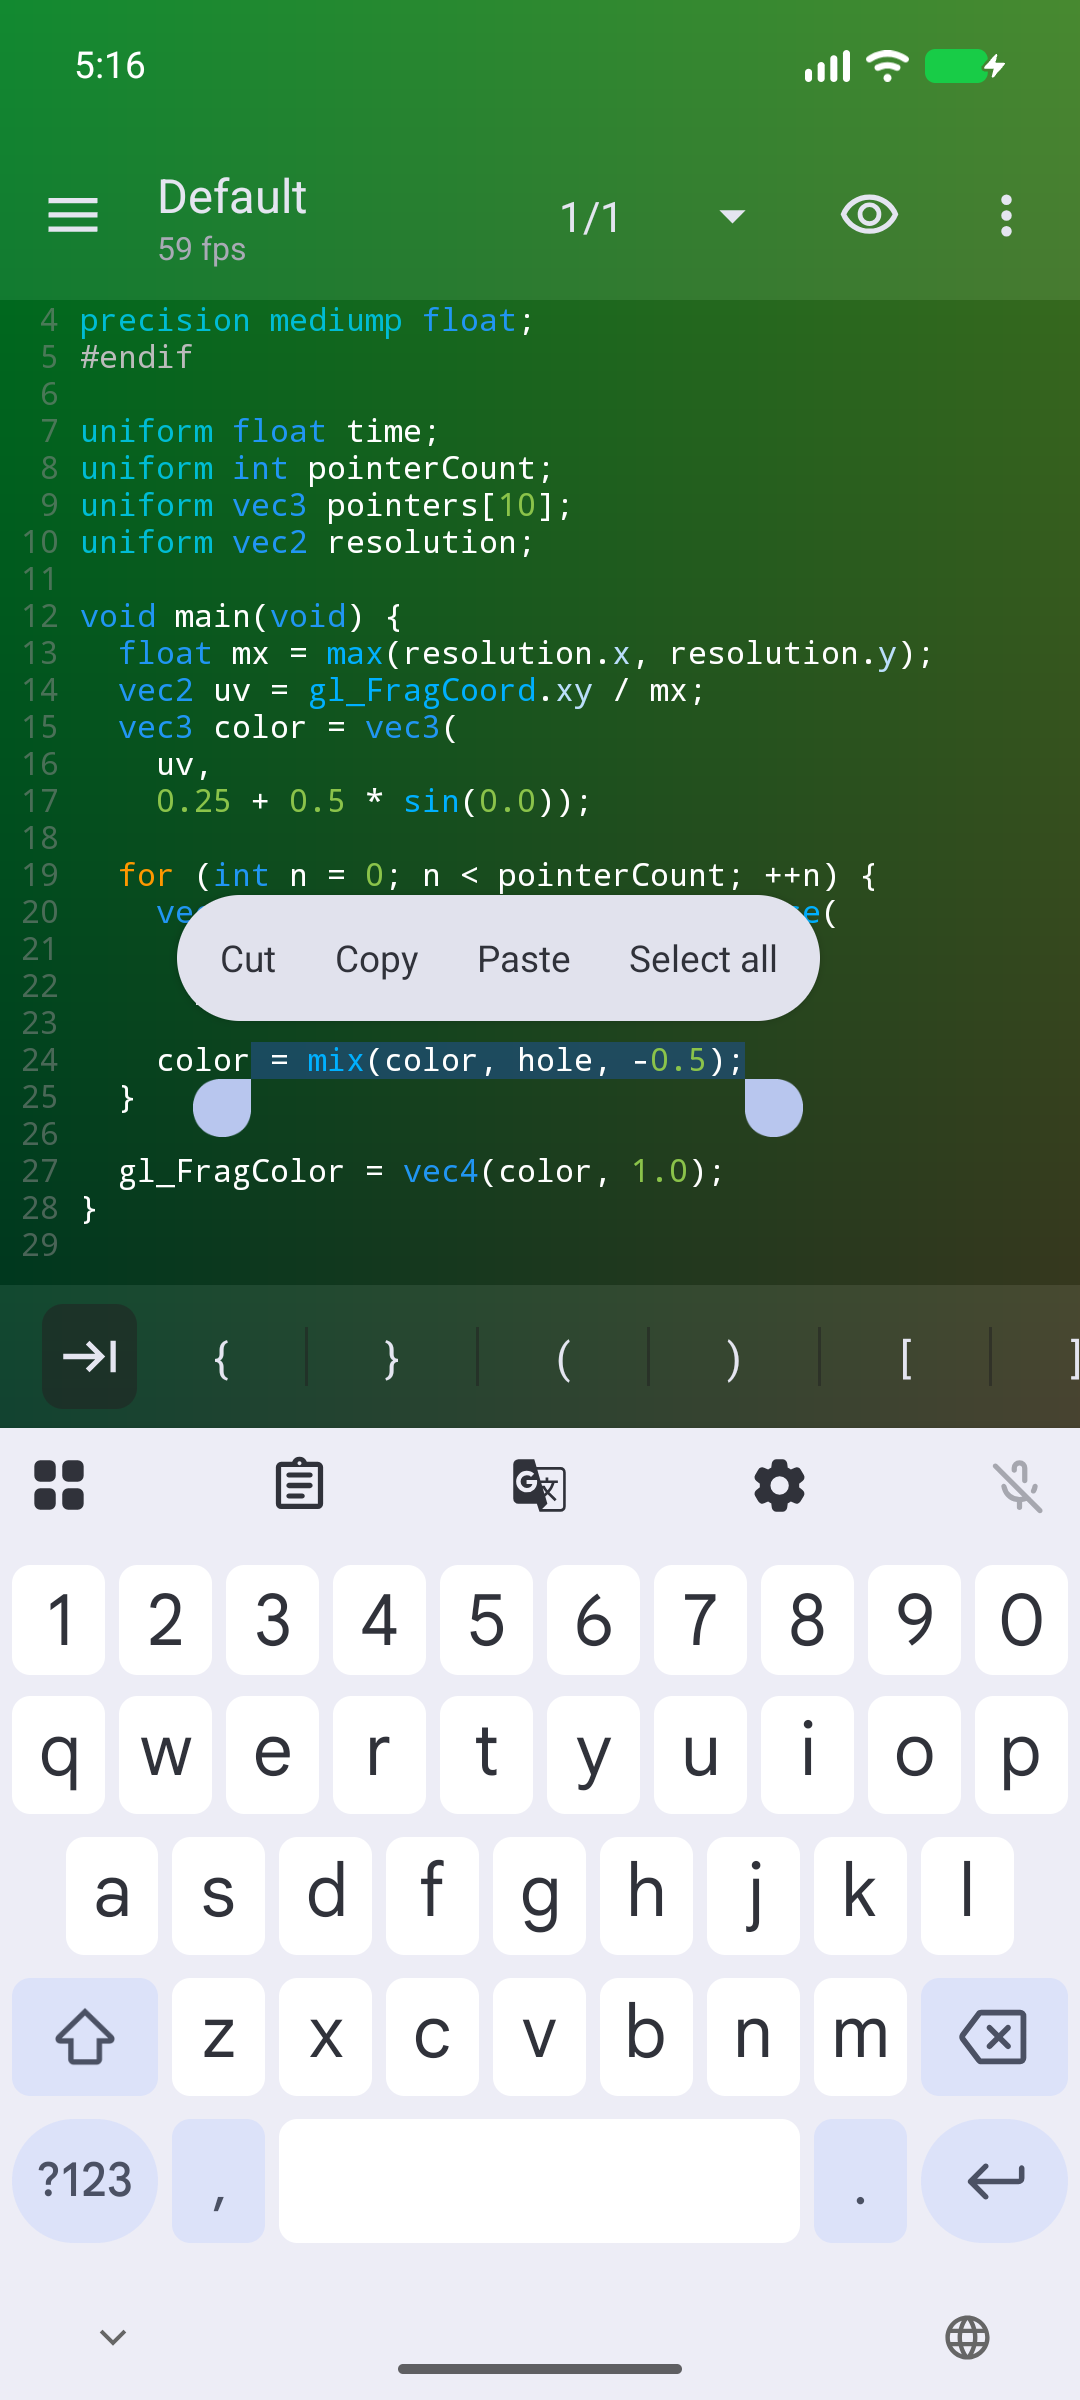 5:16
Default
59 fps
1/1
4 precision mediump float;
5 #endif
6
7 uniform float time;
8 uniform int pointerCount;
9 uniform vec3 pointers[10];
10 uniform vec2 resolution;
11
12 void main(void) {
13 float mx = max(resolution.x, resolution.y);
14 vec2 uv = gl_FragCoord.xy / mx;
15 vec3 color = vec3(
16 uv,
17 0.25 + 0.5 * sin(0.0));
18
19 for (int n = 0; n < pointerCount; ++n) {
20 (
21
22
23
Cut Copy Paste Select all
24 color = mix(color, hole, -0.5);
25 }
26
27 gl_FragColor = vec4(color, 1.0);
28 }
29
{ } ( ) [ ]
1 2 3 4 5 6 7 8 9 0
q w e r t y u i o p
a s d f g h j k l
z x c v b n m
?123 , .